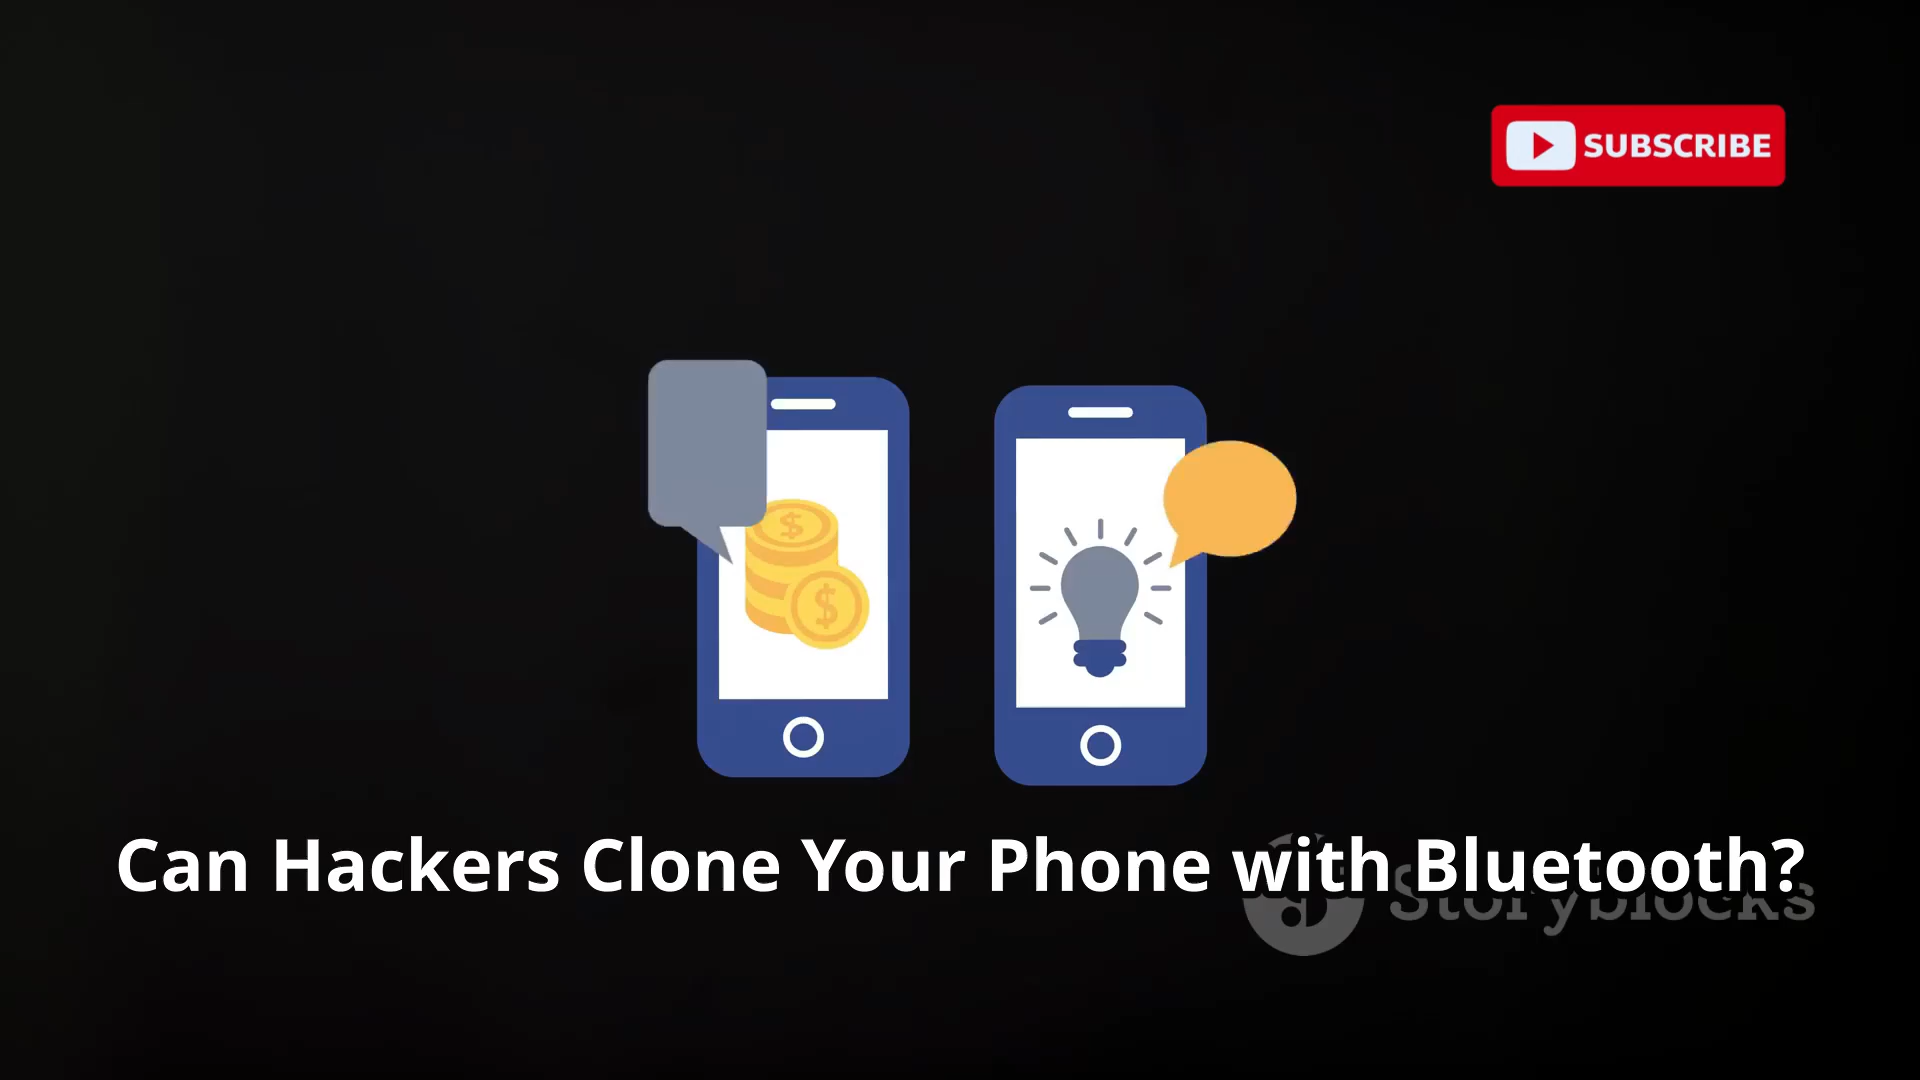 SUBSCRIBE
$
$
Can Hackers Clone Your Phone with Bluetooth?
Storyblocks